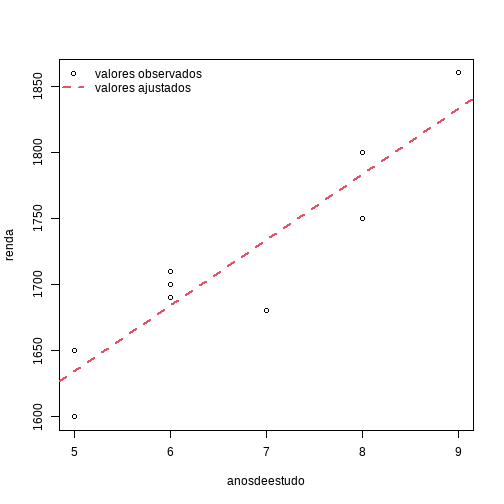 valores observados
valores ajustados
1850
1800
1750
1700
1650
1600
renda
5 6 7 8 9
anosdeestudo